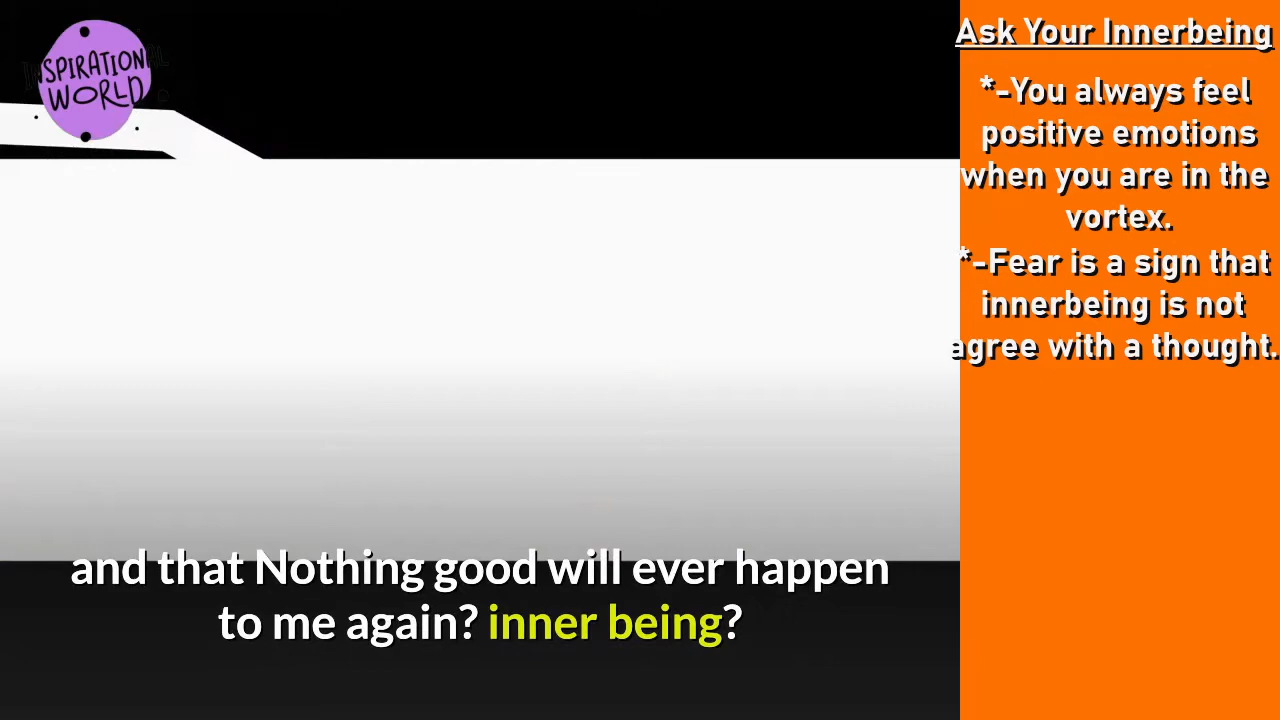 INSPIRATIONAL
WORLD
Ask Your Innerbeing
*-You always feel
positive emotions
when you are in the
vortex.
*-Fear is a sign that
innerbeing is not
agree with a thought.
and that Nothing good will ever happen
to me again? inner being?